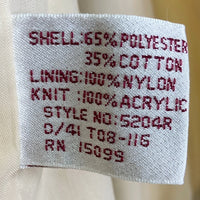 SHELL:65% POLYESTER
35% COTTON
LINING:100% NYLON
KNIT :100% ACRYLIC
STYLE NO:5204R
D/41 T08-116
RN 15099